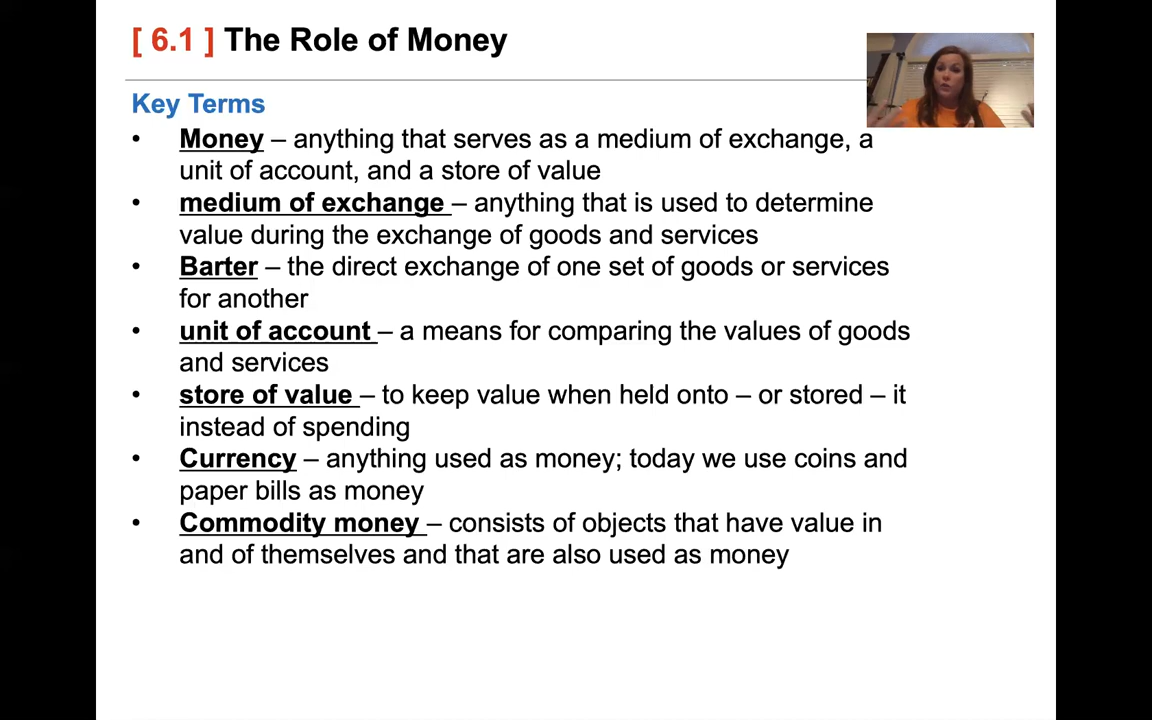 [ 6.1 ] The Role of Money
Key Terms
• Money – anything that serves as a medium of exchange, a
unit of account, and a store of value
• medium of exchange – anything that is used to determine
value during the exchange of goods and services
• Barter – the direct exchange of one set of goods or services
for another
• unit of account – a means for comparing the values of goods
and services
• store of value – to keep value when held onto – or stored – it
instead of spending
• Currency – anything used as money; today we use coins and
paper bills as money
• Commodity money – consists of objects that have value in
and of themselves and that are also used as money